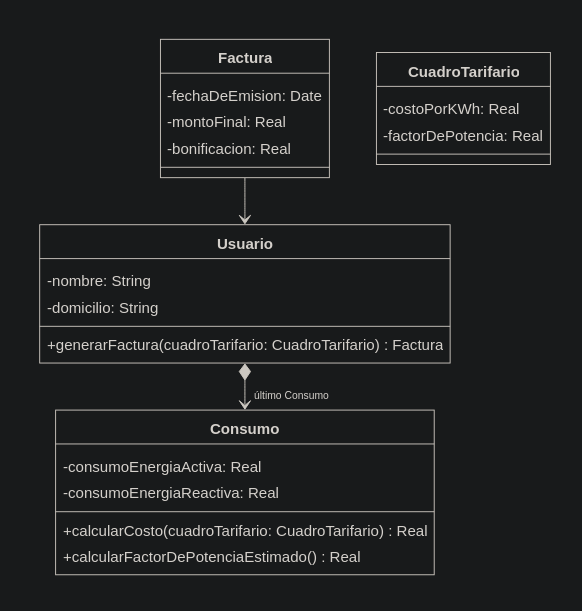 Factura
-fechaDeEmision: Date
-montoFinal: Real
-bonificacion: Real
CuadroTarifario
-costoPorKWh: Real
-factorDePotencia: Real
Usuario
-nombre: String
-domicilio: String
+generarFactura(cuadroTarifario: CuadroTarifario) : Factura
último Consumo
Consumo
-consumoEnergiaActiva: Real
-consumoEnergiaReactiva: Real
+calcularCosto(cuadroTarifario: CuadroTarifario) : Real
+calcularFactorDePotenciaEstimado() : Real